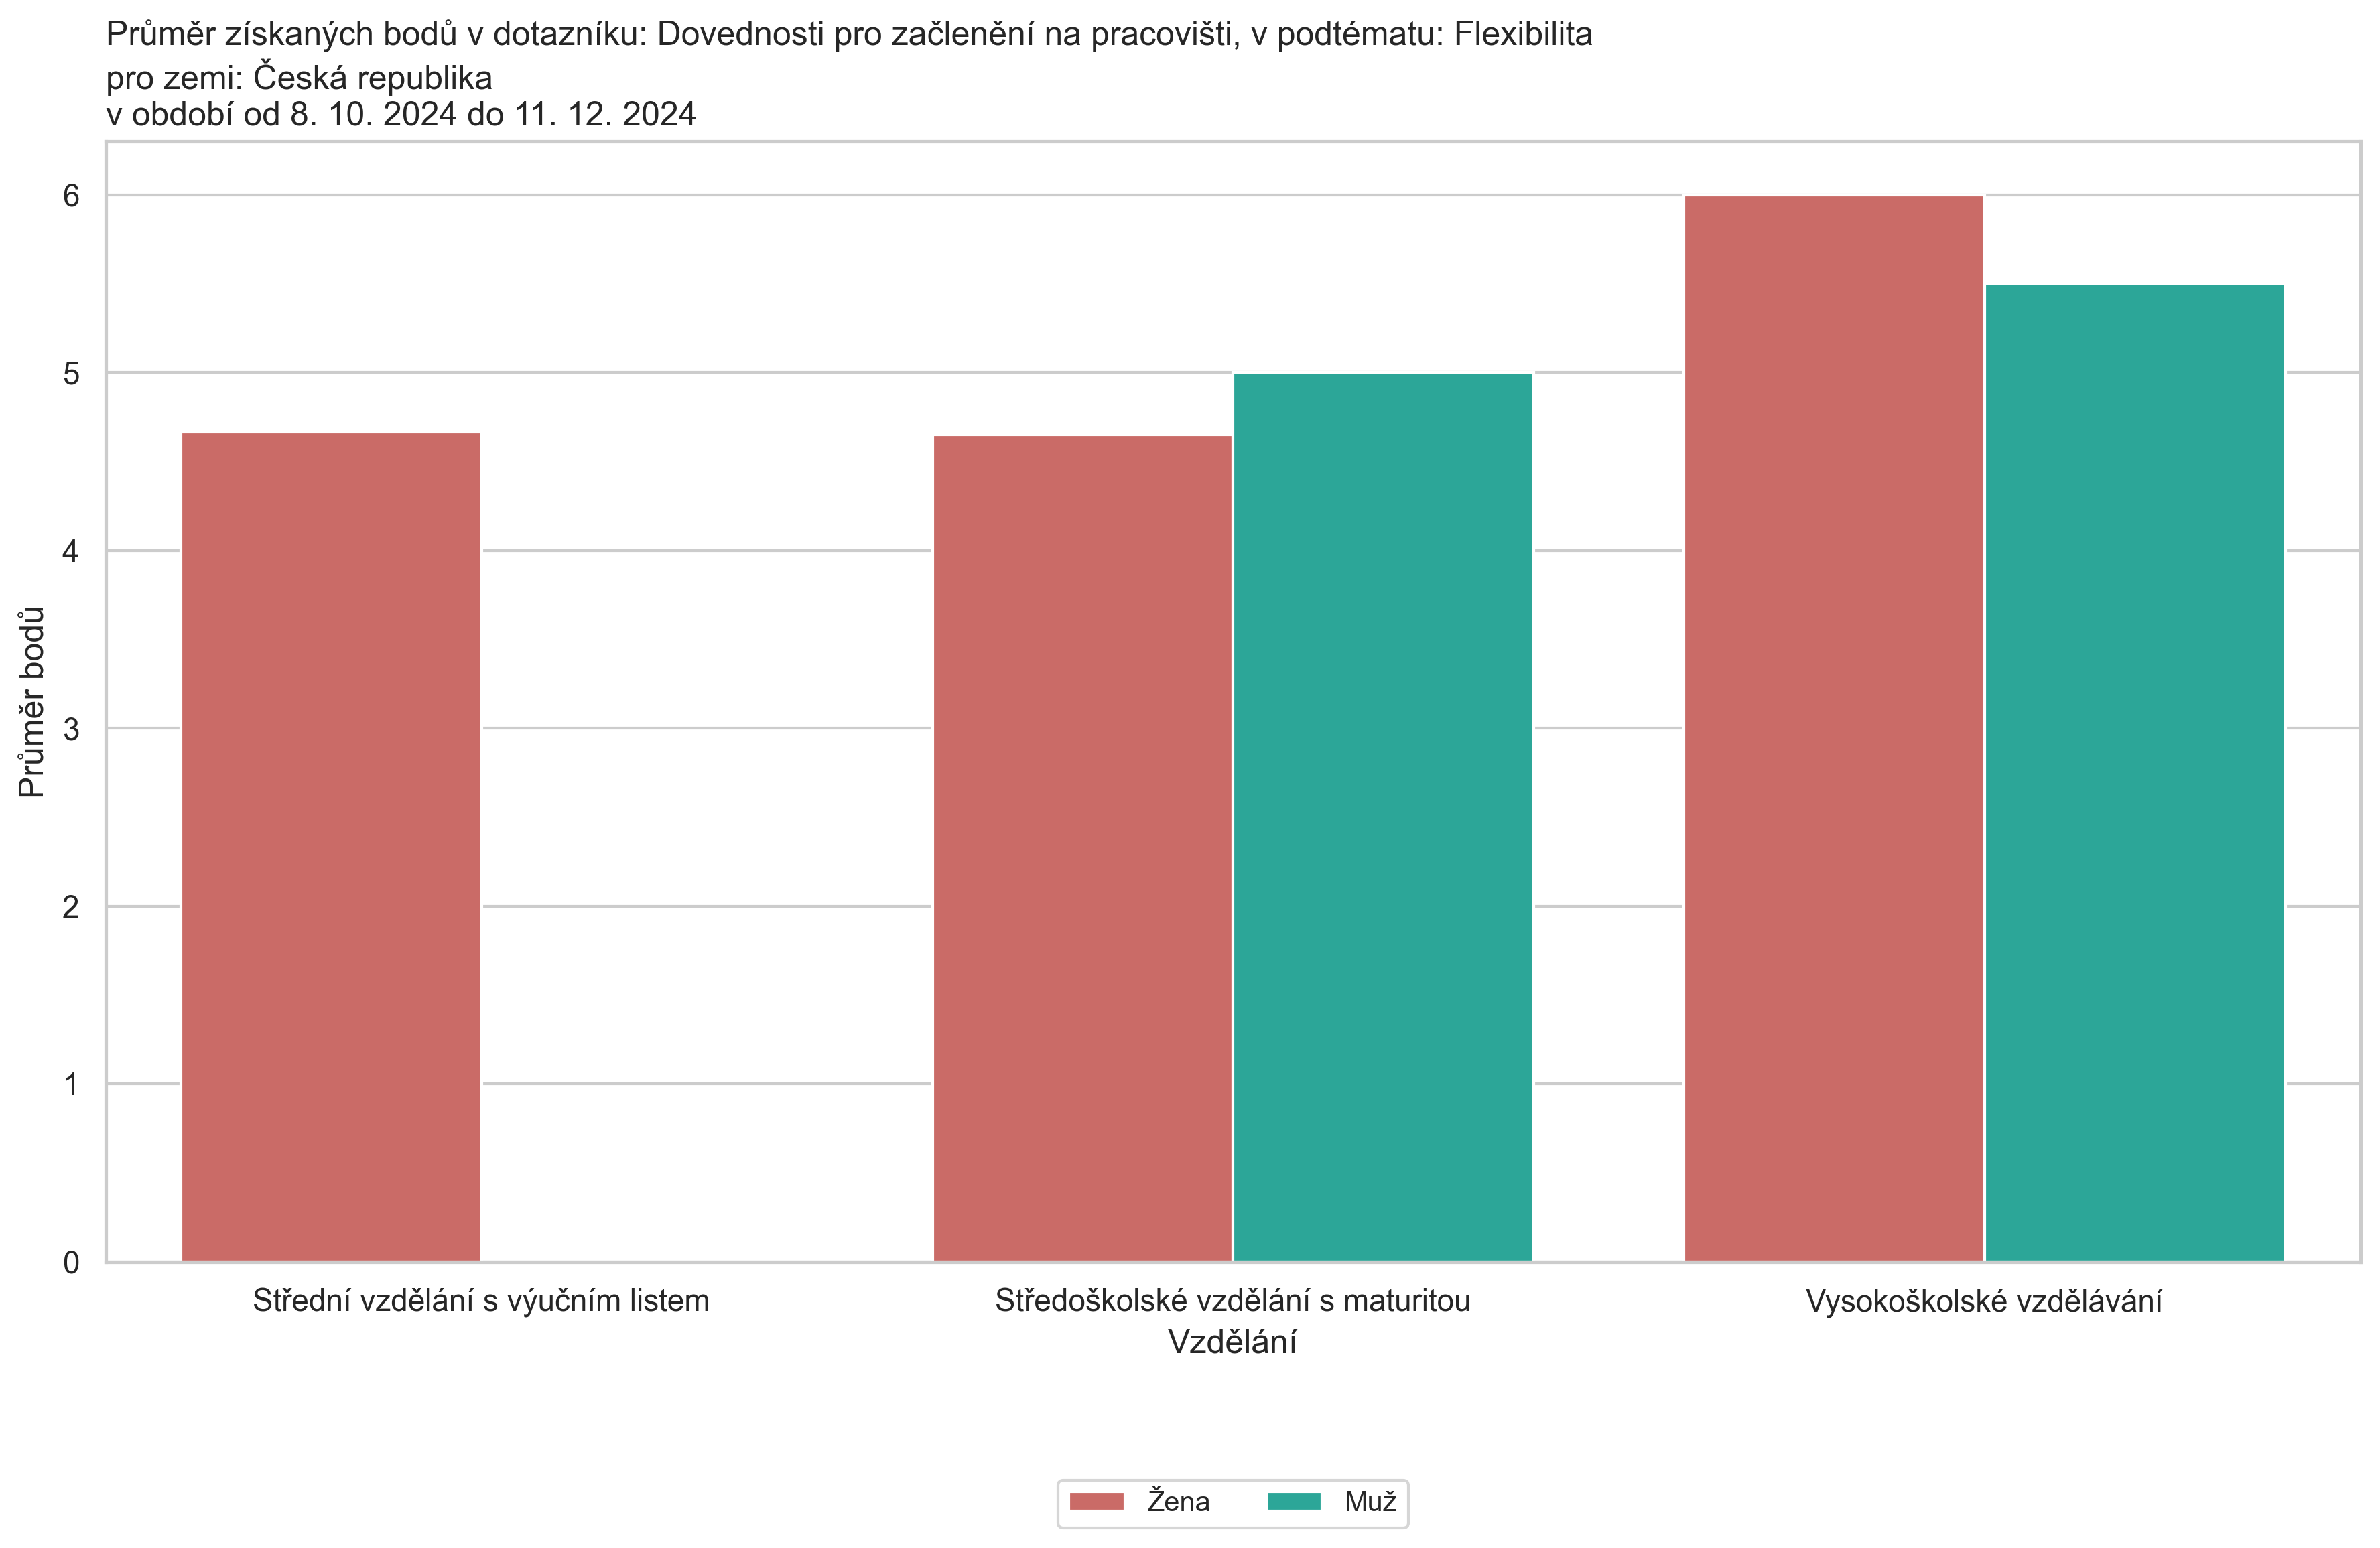 Průměr získaných bodů v dotazníku: Dovednosti pro začlenění na pracovišti, v podtématu: Flexibilita
pro zemi: Česká republika
v období od 8. 10. 2024 do 11. 12. 2024
Průměr bodů
6
5
4
3
2
1
0
Střední vzdělání s výučním listem
Středoškolské vzdělání s maturitou
Vysokoškolské vzdělávání
Vzdělání
Žena
Muž